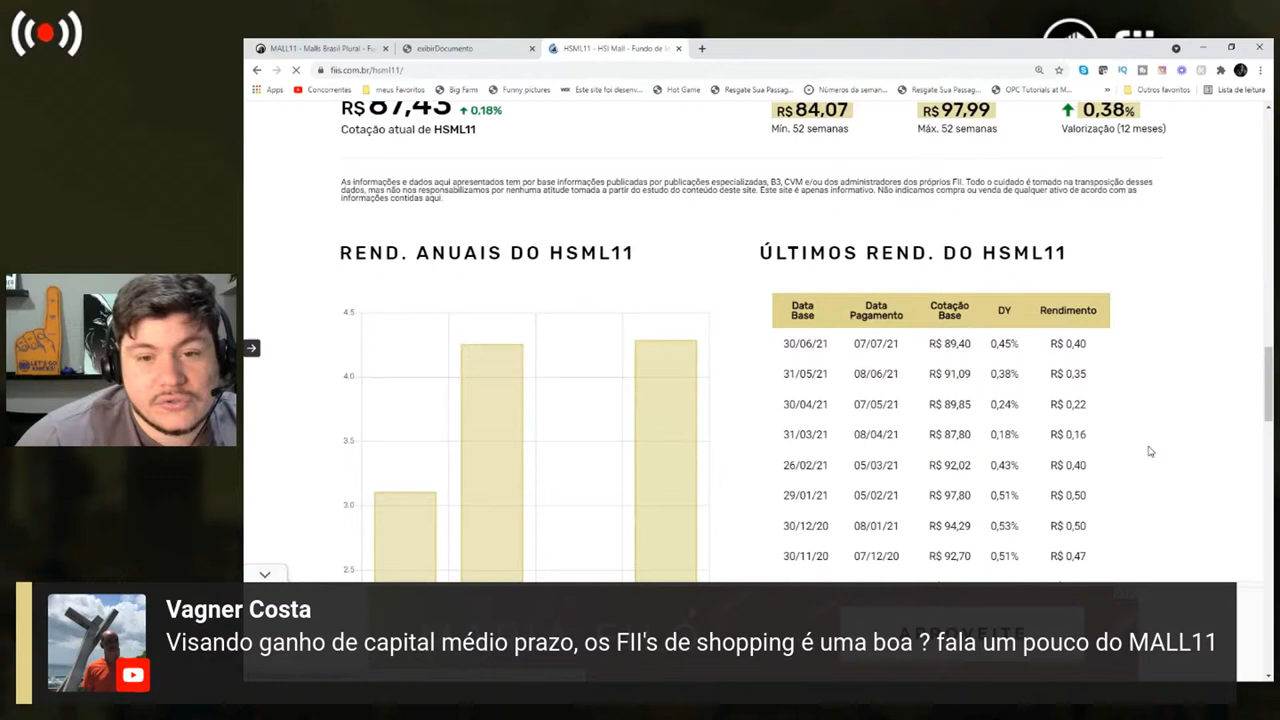 MALL11 - Malls Brasil Plural - Fu
exibirDocumento
HSML11 - HSI Mall - Fundo de In
fiis.com.br/hsml11/
Apps Concorrentes meus Favoritos Big Farm Funny pictures Este site foi desenv... Hot Game Resgate Sua Passag... Números da seman... Resgate Sua Passag... OPC Tutorials at M... Outros favoritos Lista de leitura
R$ 87,43 0,18%
Cotação atual de HSML11
R$ 84,07
Mín. 52 semanas
R$ 97,99
Máx. 52 semanas
0,38%
Valorização (12 meses)
As informações e dados aqui apresentados tem por base informações publicadas por publicações especializadas, B3, CVM e/ou dos administradores dos próprios FII. Todo o cuidado é tomado na transposição desses
dados, mas não nos responsabilizamos por nenhuma atitude tomada a partir do estudo do conteúdo deste site. Este site é apenas informativo. Não indicamos compra ou venda de qualquer ativo de acordo com as
informações contidas aqui.
REND. ANUAIS DO HSML11
4.5
4.0
3.5
3.0
2.5
ÚLTIMOS REND. DO HSML11
Data Base Data Pagamento Cotação Base DY Rendimento
30/06/21 07/07/21 R$ 89,40 0,45% R$ 0,40
31/05/21 08/06/21 R$ 91,09 0,38% R$ 0,35
30/04/21 07/05/21 R$ 89,85 0,24% R$ 0,22
31/03/21 08/04/21 R$ 87,80 0,18% R$ 0,16
26/02/21 05/03/21 R$ 92,02 0,43% R$ 0,40
29/01/21 05/02/21 R$ 97,80 0,51% R$ 0,50
30/12/20 08/01/21 R$ 94,29 0,53% R$ 0,50
30/11/20 07/12/20 R$ 92,70 0,51% R$ 0,47
LET'S GO
KNICKS!
Vagner Costa
Visando ganho de capital médio prazo, os FII's de shopping é uma boa ? fala um pouco do MALL11
APROVEITE